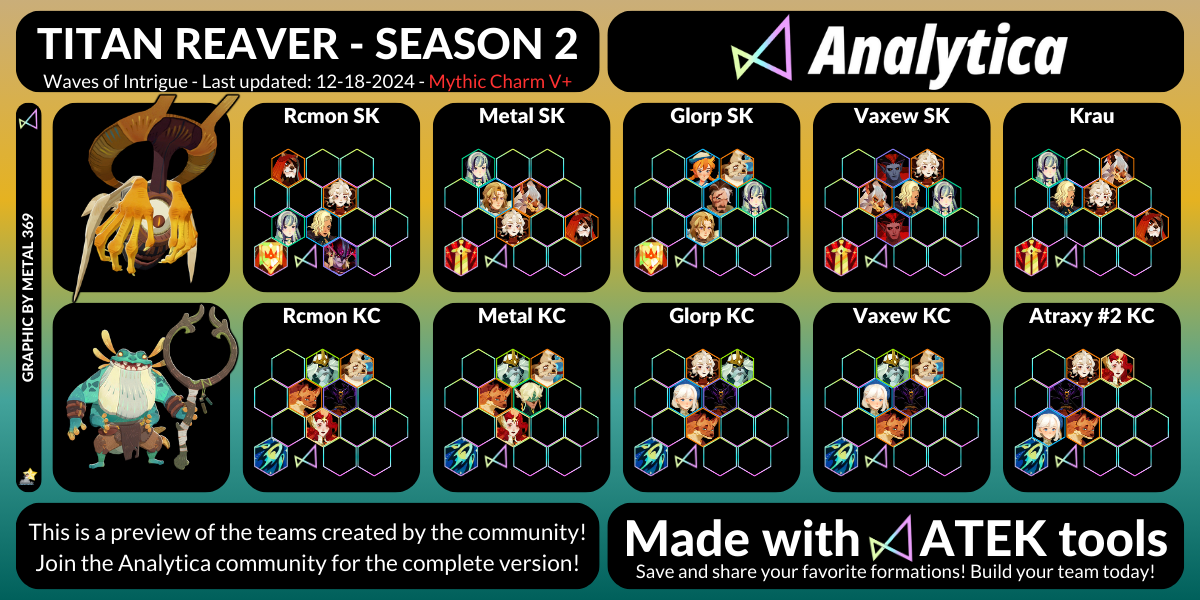 TITAN REAVER - SEASON 2
Waves of Intrigue - Last updated: 12-18-2024 - Mythic Charm V+
Analytica
GRAPHIC BY METAL 369
Rcmon SK
Metal SK
Glorp SK
Vaxew SK
Krau
Rcmon KC
Metal KC
Glorp KC
Vaxew KC
Atraxy #2 KC
This is a preview of the teams created by the community!
Join the Analytica community for the complete version!
Made with ATEK tools
Save and share your favorite formations! Build your team today!